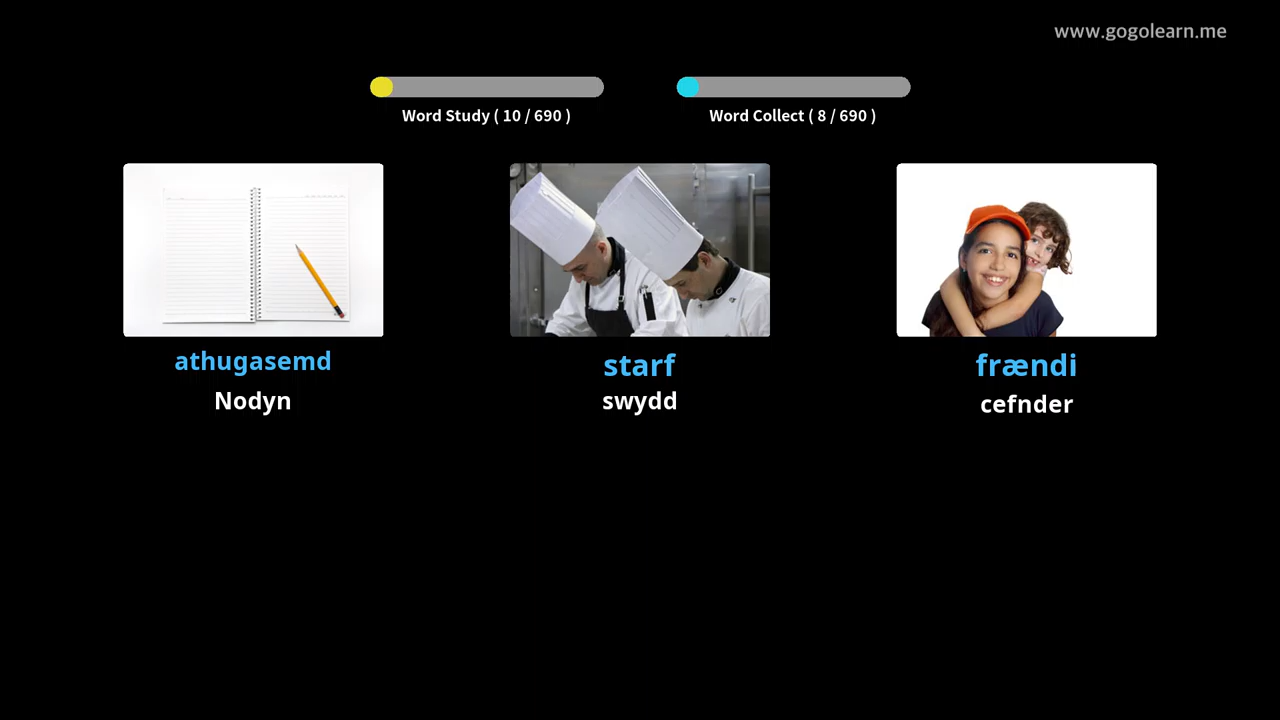 www.gogolearn.me
Word Study ( 10 / 690 )
Word Collect ( 8 / 690 )
athugasemd
Nodyn
starf
swydd
frændi
cefnder